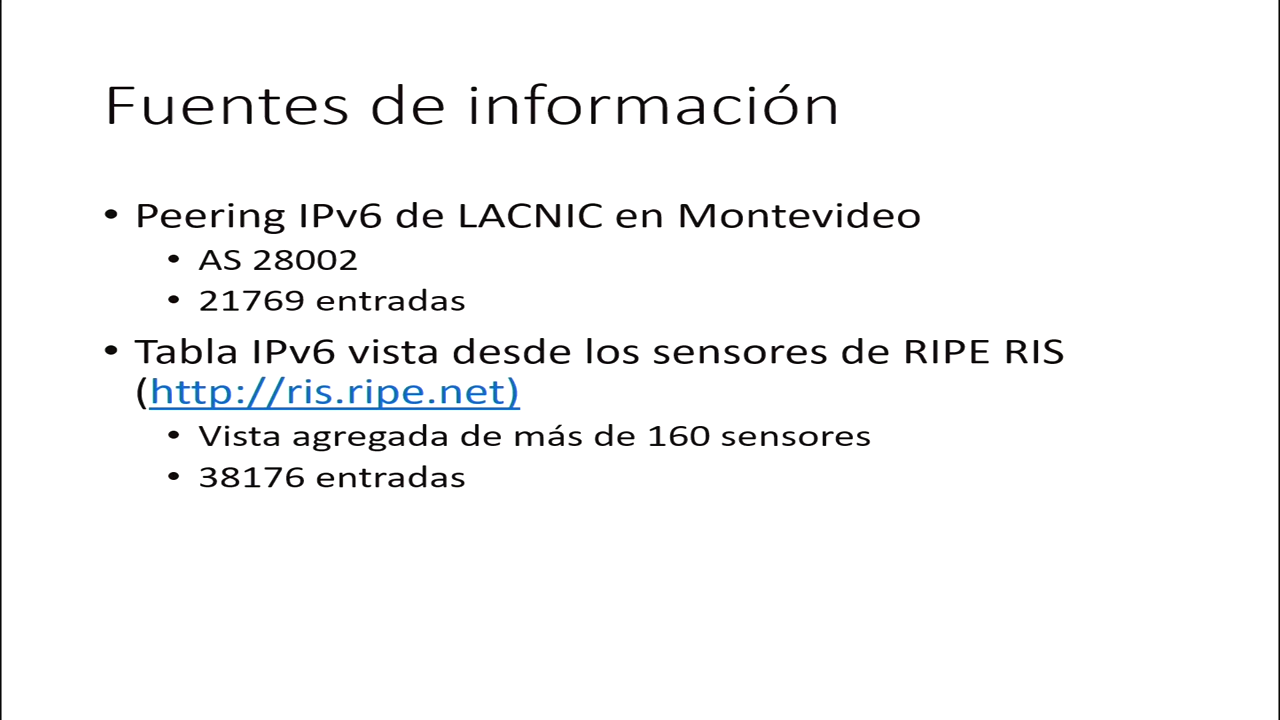 Fuentes de información
• Peering IPv6 de LACNIC en Montevideo
• AS 28002
• 21769 entradas
• Tabla IPv6 vista desde los sensores de RIPE RIS
(http://ris.ripe.net)
• Vista agregada de más de 160 sensores
• 38176 entradas